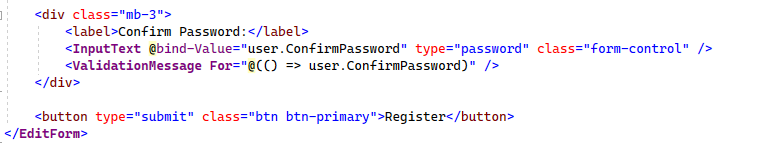 <div class="mb-3">
<label>Confirm Password:</label>
<InputText @bind-Value="user.ConfirmPassword" type="password" class="form-control" />
<ValidationMessage For="@(() => user.ConfirmPassword)" />
</div>
<button type="submit" class="btn btn-primary">Register</button>
</EditForm>